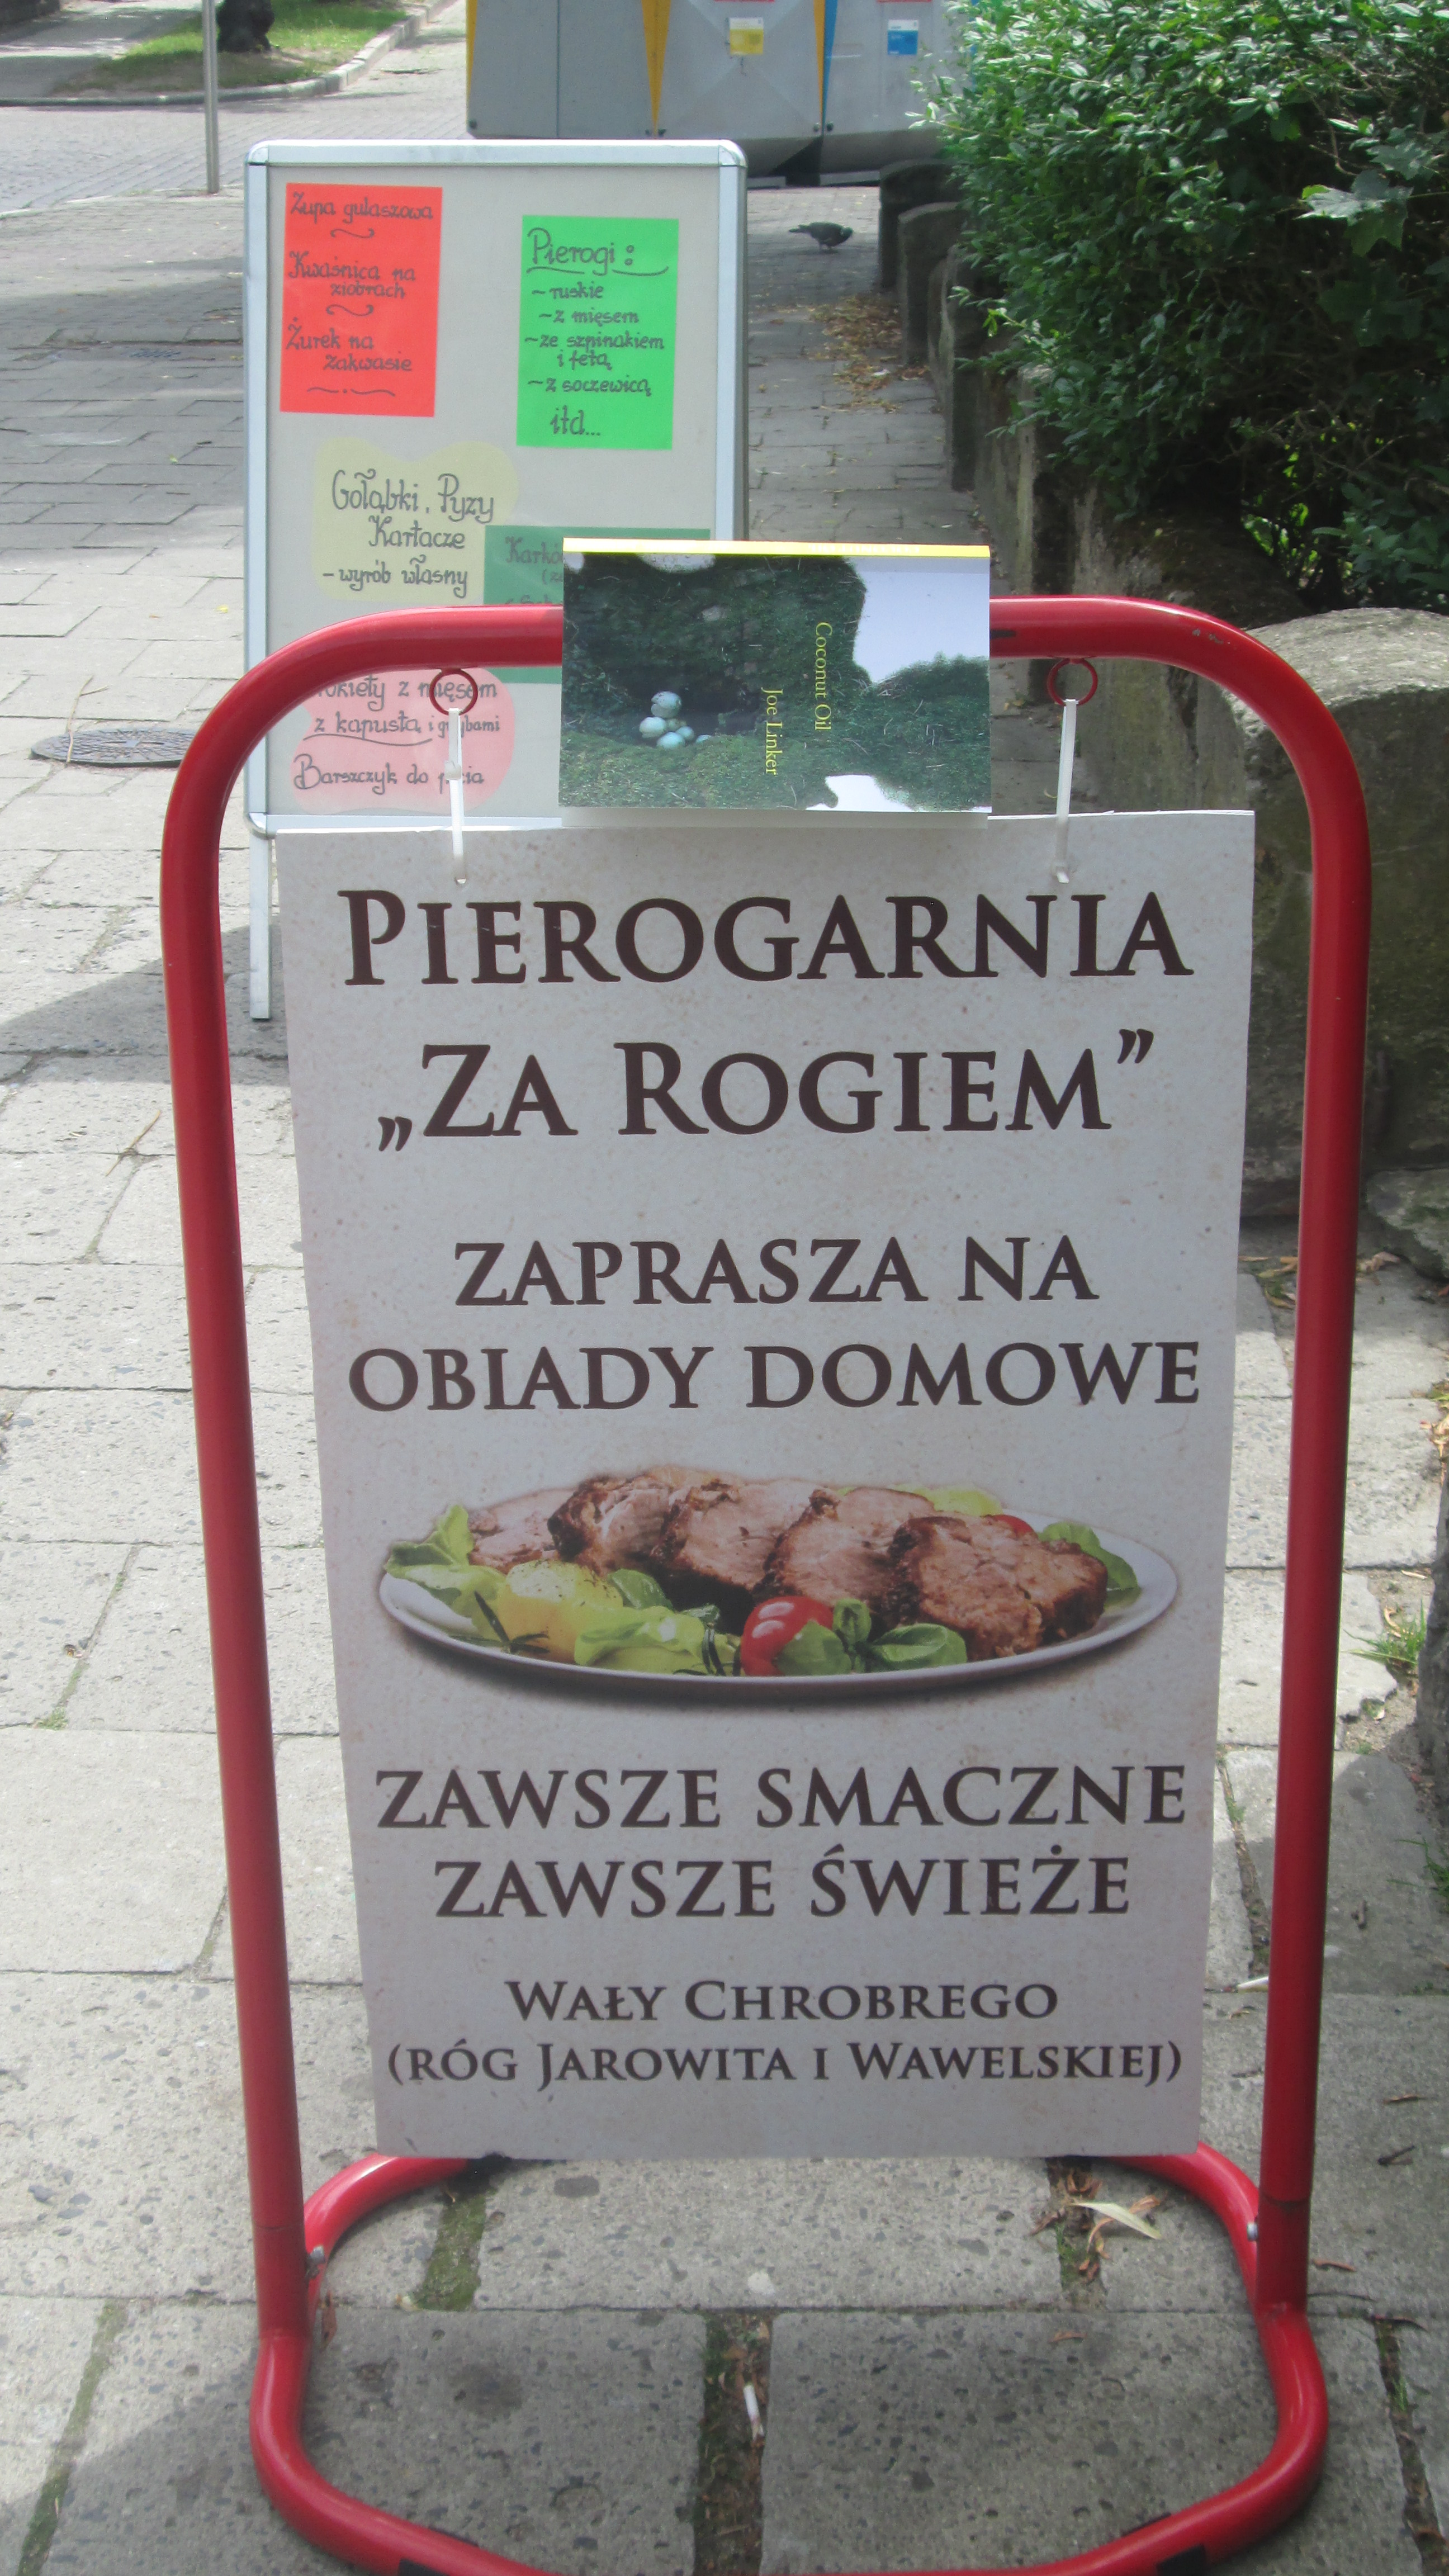 Zupa gulaszowa
Kwaśnica na
ziobrach
Żurek na
zakwasie
Pierogi:
~ruskie
~z mięsem
~ze szpinakiem
i fetą
~z soczewicą
itd...
Gołąbki, Pyzy
Kartacze
-wyrób własny
z mięsem
z kapustą i grzybami
Barszczyk do picia
Coconut Oil
Joe Linker
PIEROGARNIA
„ZA ROGIEM”
ZAPRASZA NA
OBIADY DOMOWE
ZAWSZE SMACZNE
ZAWSZE ŚWIEŻE
WAŁY CHROBREGO
(RÓG JAROWITA I WAWELSKIEJ)